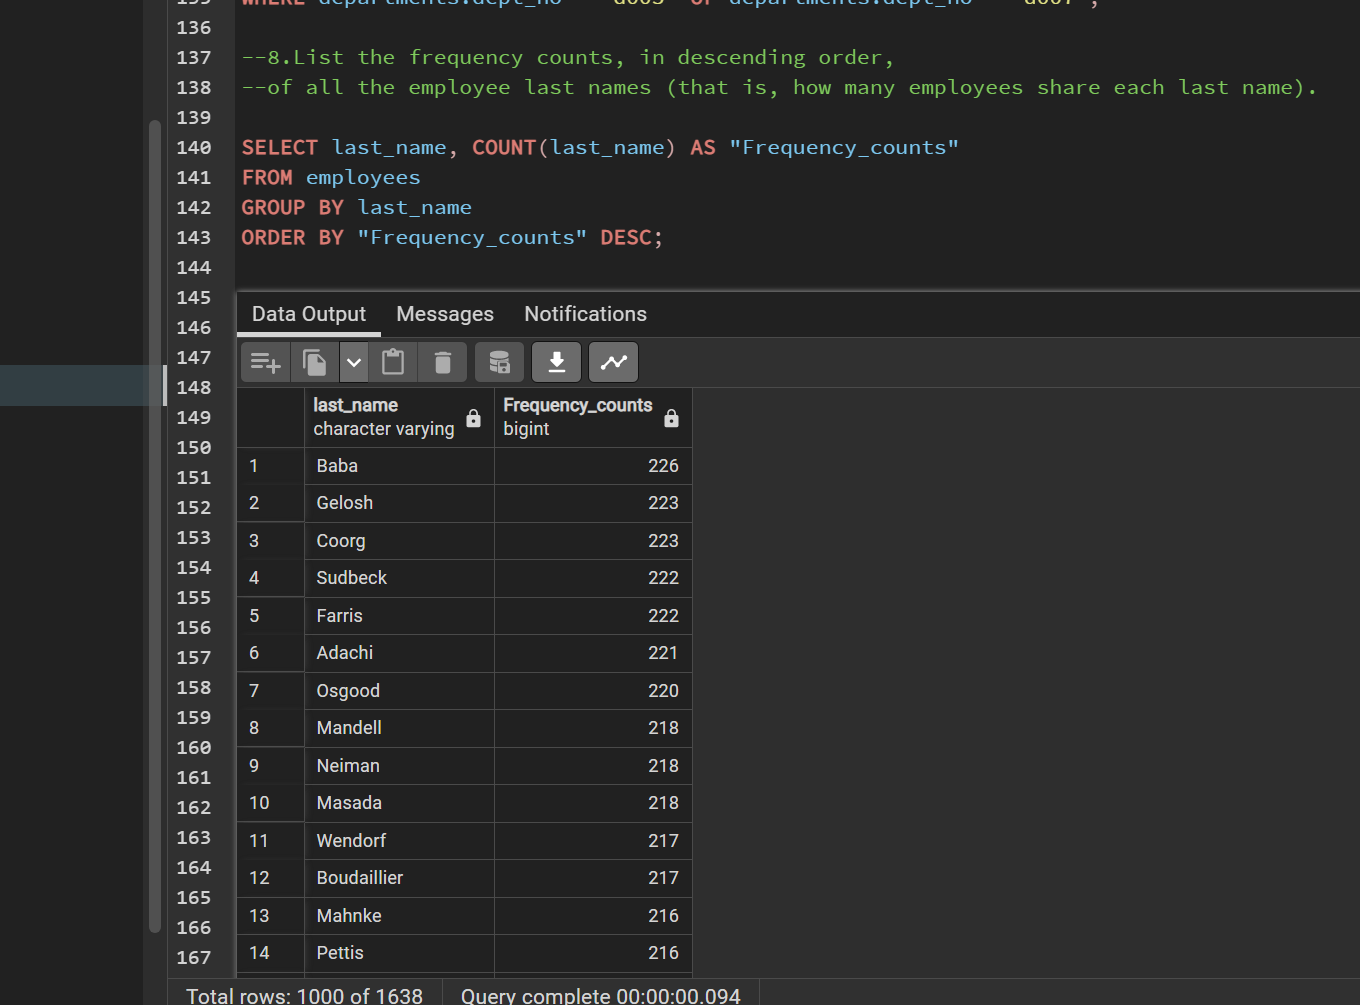 136
137 --8.List the frequency counts, in descending order,
138 --of all the employee last names (that is, how many employees share each last name).
139
140 SELECT last_name, COUNT(last_name) AS "Frequency_counts"
141 FROM employees
142 GROUP BY last_name
143 ORDER BY "Frequency_counts" DESC;
144
145
146
147
148
149
150
151
152
153
154
155
156
157
158
159
160
161
162
163
164
165
166
167
Data Output Messages Notifications
last_name Frequency_counts
character varying bigint
1 Baba 226
2 Gelosh 223
3 Coorg 223
4 Sudbeck 222
5 Farris 222
6 Adachi 221
7 Osgood 220
8 Mandell 218
9 Neiman 218
10 Masada 218
11 Wendorf 217
12 Boudaillier 217
13 Mahnke 216
14 Pettis 216
Total rows: 1000 of 1638 Query complete 00:00:00.094